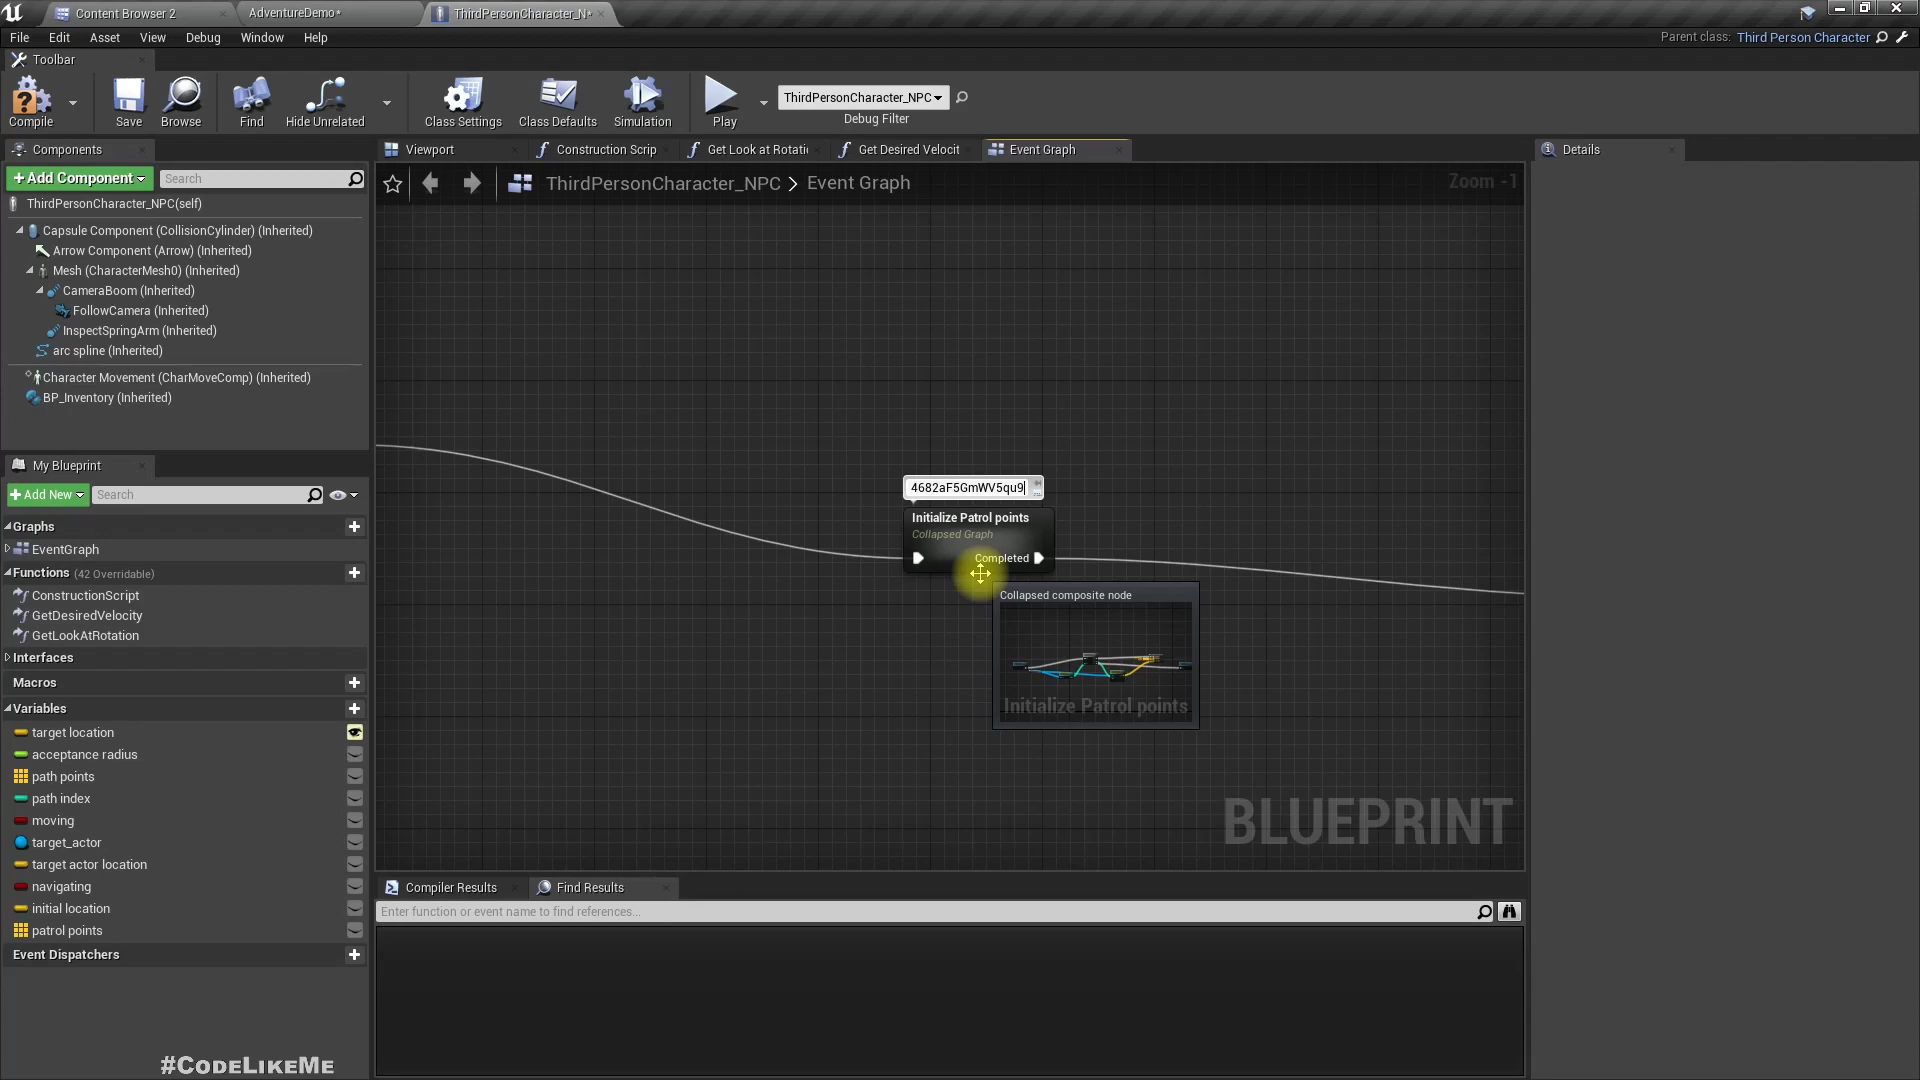 Content Browser 2
AdventureDemo*
ThirdPersonCharacter_N*
File Edit Asset View Debug Window Help
Parent class: Third Person Character
Toolbar
Compile
Save
Browse
Find
Hide Unrelated
Class Settings
Class Defaults
Simulation
Play
ThirdPersonCharacter_NPC
Debug Filter
Components
+ Add Component
Search
ThirdPersonCharacter_NPC(self)
Capsule Component (CollisionCylinder) (Inherited)
Arrow Component (Arrow) (Inherited)
Mesh (CharacterMesh0) (Inherited)
CameraBoom (Inherited)
FollowCamera (Inherited)
InspectSpringArm (Inherited)
arc spline (Inherited)
Character Movement (CharMoveComp) (Inherited)
BP_Inventory (Inherited)
My Blueprint
+ Add New
Search
Graphs
EventGraph
Functions (42 Overridable)
ConstructionScript
GetDesiredVelocity
GetLookAtRotation
Interfaces
Macros
Variables
target location
acceptance radius
path points
path index
moving
target_actor
target actor location
navigating
initial location
patrol points
Event Dispatchers
#CodeLikeMe
Viewport
Construction Scrip
Get Look at Rotati
Get Desired Velocit
Event Graph
ThirdPersonCharacter_NPC > Event Graph
Zoom -1
4682aF5GmWV5qu9
Initialize Patrol points
Collapsed Graph
Completed
Collapsed composite node
Initialize Patrol points
BLUEPRINT
Compiler Results
Find Results
Enter function or event name to find references...
Details